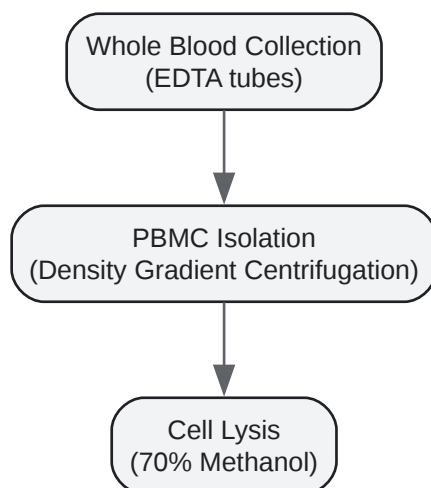 Whole Blood Collection
(EDTA tubes)
PBMC Isolation
(Density Gradient Centrifugation)
Cell Lysis
(70% Methanol)